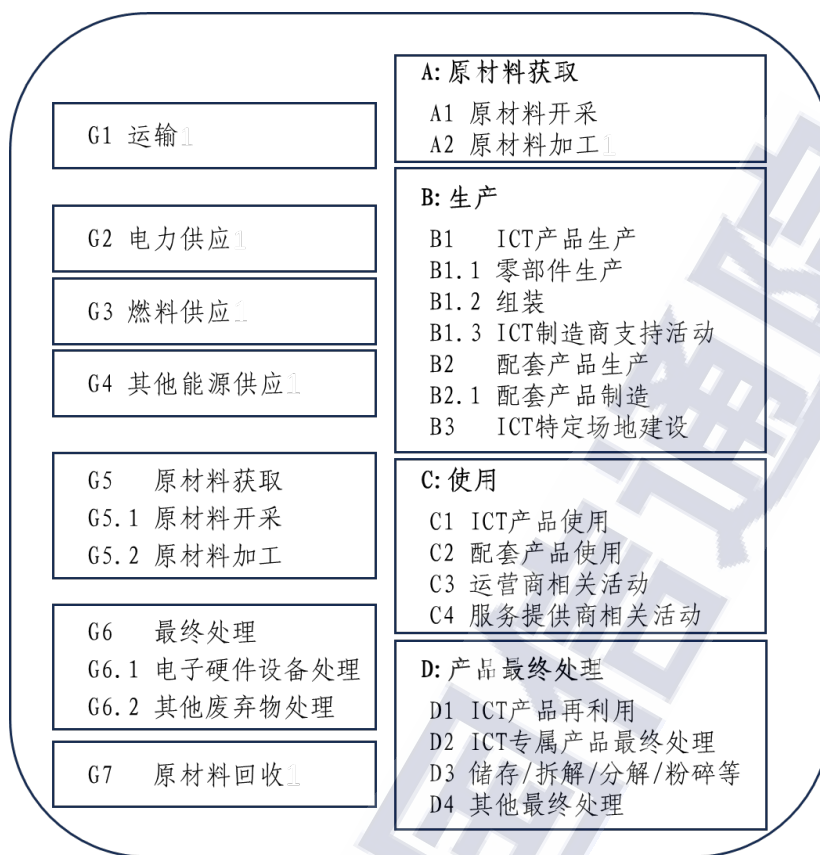 G1 运输1
G2 电力供应1
G3 燃料供应1
G4 其他能源供应1
G5 原材料获取
G5.1 原材料开采
G5.2 原材料加工
G6 最终处理
G6.1 电子硬件设备处理
G6.2 其他废弃物处理
G7 原材料回收1
A:原材料获取
A1 原材料开采
A2 原材料加工1
B:生产
B1 ICT产品生产
B1.1 零部件生产
B1.2 组装
B1.3 ICT制造商支持活动
B2 配套产品生产
B2.1 配套产品制造
B3 ICT特定场地建设
C:使用
C1 ICT产品使用
C2 配套产品使用
C3 运营商相关活动
C4 服务提供商相关活动
D:产品最终处理
D1 ICT产品再利用
D2 ICT专属产品最终处理
D3 储存/拆解/分解/粉碎等
D4 其他最终处理
国信通院